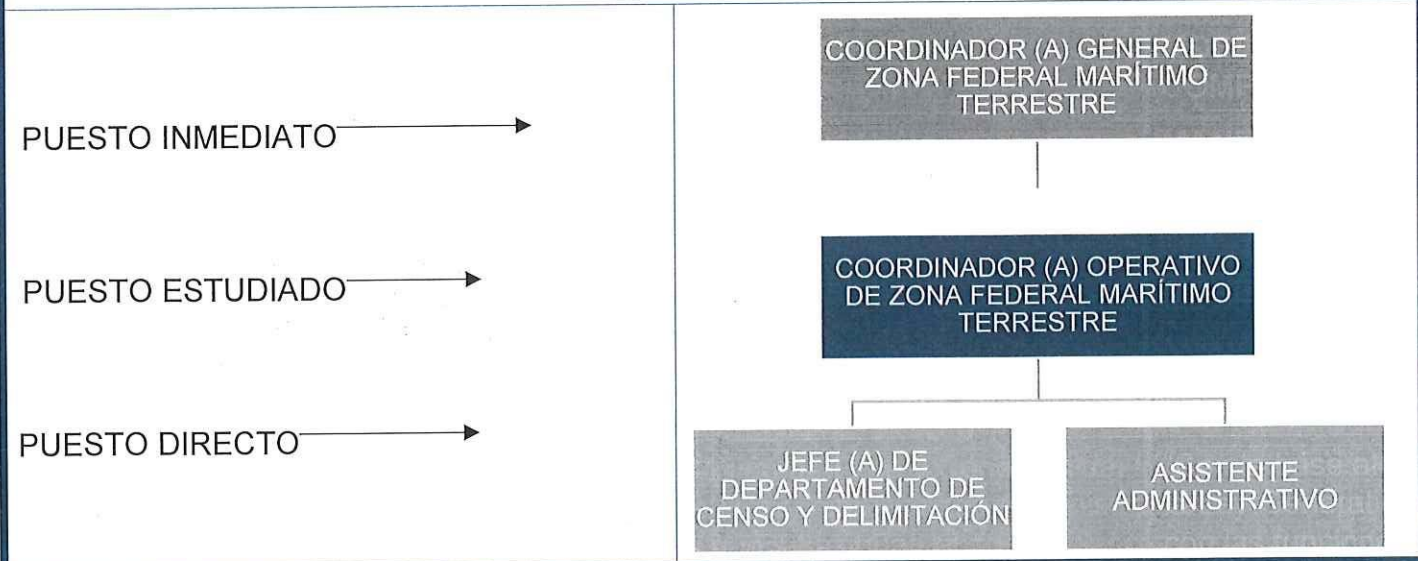 COORDINADOR (A) GENERAL DE
ZONA FEDERAL MARÍTIMO
TERRESTRE
PUESTO INMEDIATO
COORDINADOR (A) OPERATIVO
DE ZONA FEDERAL MARÍTIMO
TERRESTRE
PUESTO ESTUDIADO
PUESTO DIRECTO
JEFE (A) DE
DEPARTAMENTO DE
CENSO Y DELIMITACIÓN
ASISTENTE
ADMINISTRATIVO